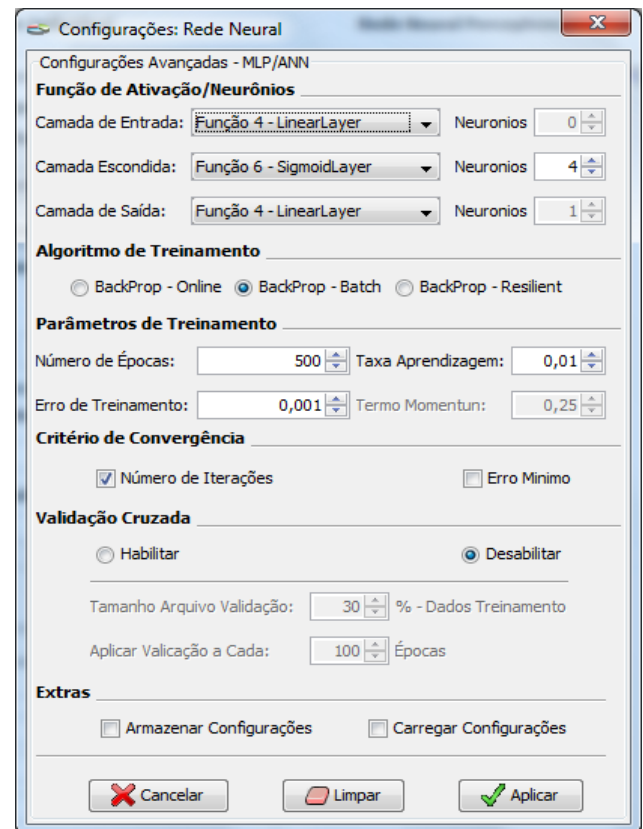 Configurações: Rede Neural
Configurações Avançadas - MLP/ANN
Função de Ativação/Neurônios
Camada de Entrada: Função 4 - LinearLayer Neuronios 0
Camada Escondida: Função 6 - SigmoidLayer Neuronios 4
Camada de Saída: Função 4 - LinearLayer Neuronios 1
Algoritmo de Treinamento
BackProp - Online BackProp - Batch BackProp - Resilient
Parâmetros de Treinamento
Número de Épocas: 500 Taxa Aprendizagem: 0,01
Erro de Treinamento: 0,001 Termo Momentun: 0,25
Critério de Convergência
Número de Iterações Erro Minimo
Validação Cruzada
Habilitar Desabilitar
Tamanho Arquivo Validação: 30 % - Dados Treinamento
Aplicar Valicação a Cada: 100 Épocas
Extras
Armazenar Configurações Carregar Configurações
Cancelar Limpar Aplicar